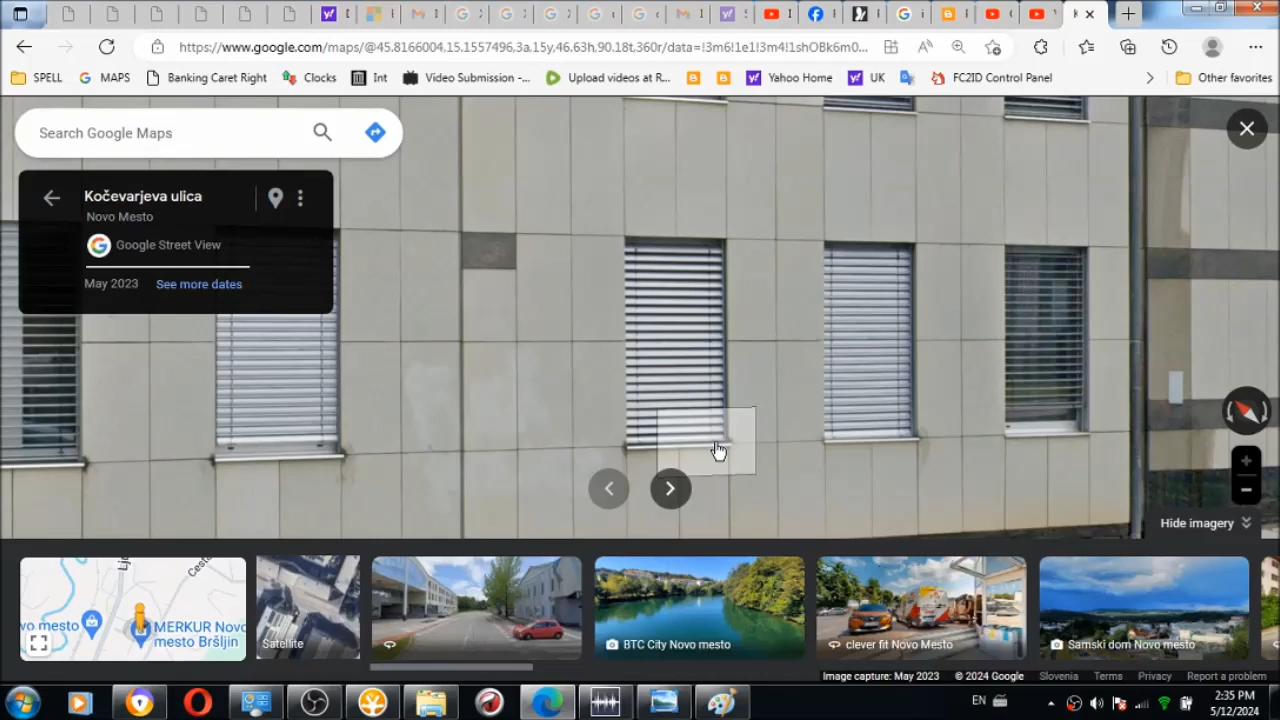 https://www.google.com/maps/@45.8166004,15.1557496,3a,15y,46.63h,90.18t,360r/data=!3m6!1e1!3m4!1shOBk6m0...
SPELL
MAPS
Banking Caret Right
Clocks
Int
Video Submission -...
Upload videos at R...
Yahoo Home
UK
FC2ID Control Panel
Other favorites
Search Google Maps
Kočevarjeva ulica
Novo Mesto
Google Street View
May 2023
See more dates
Hide imagery
MERKUR Novo
mesto Bršljin
vo mesto
Satellite
BTC City Novo mesto
clever fit Novo Mesto
Samski dom Novo mesto
Image capture: May 2023
© 2024 Google
Slovenia
Terms
Privacy
Report a problem
EN
2:35 PM
5/12/2024